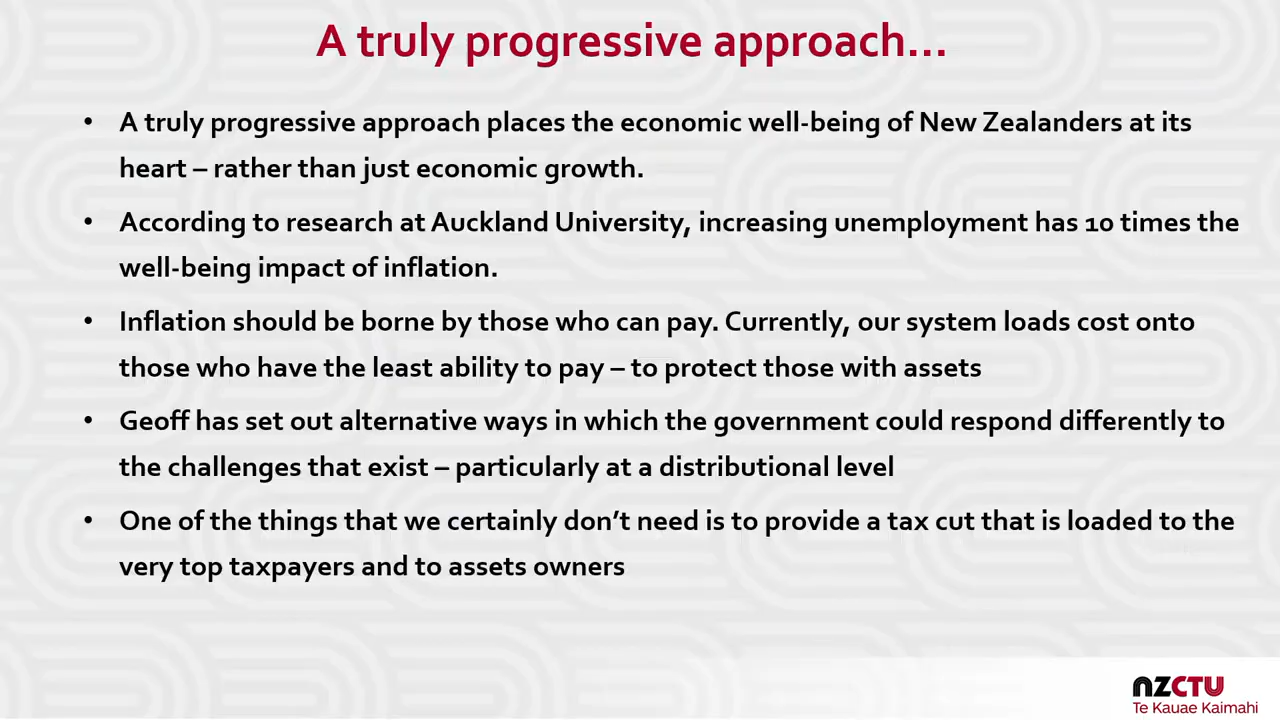 A truly progressive approach...
• A truly progressive approach places the economic well-being of New Zealanders at its
heart – rather than just economic growth.
• According to research at Auckland University, increasing unemployment has 10 times the
well-being impact of inflation.
• Inflation should be borne by those who can pay. Currently, our system loads cost onto
those who have the least ability to pay – to protect those with assets
• Geoff has set out alternative ways in which the government could respond differently to
the challenges that exist – particularly at a distributional level
• One of the things that we certainly don’t need is to provide a tax cut that is loaded to the
very top taxpayers and to assets owners
NZCTU
Te Kauae Kaimahi